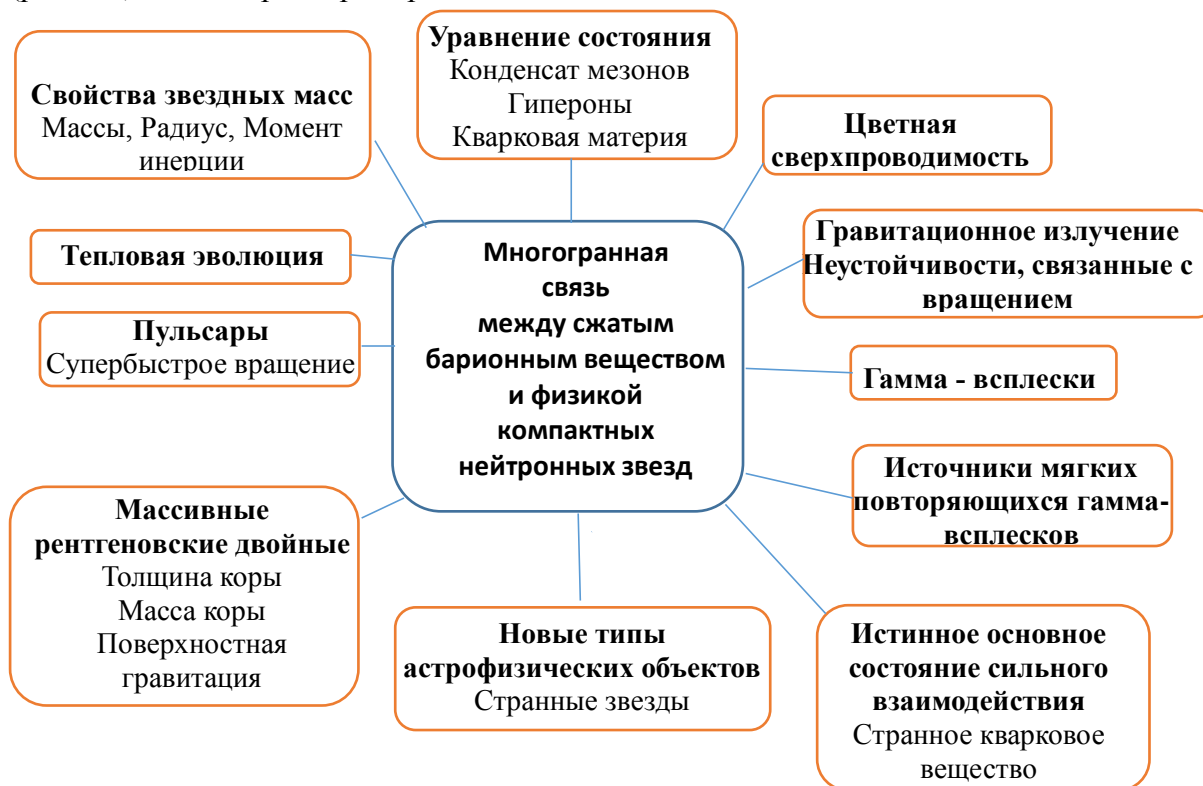 Уравнение состояния
Конденсат мезонов
Гипероны
Кварковая материя
Свойства звездных масс
Массы, Радиус, Момент
инерции
Цветная
сверхпроводимость
Тепловая эволюция
Многогранная
связь
между сжатым
барионным веществом
и физикой
компактных
нейтронных звезд
Гравитационное излучение
Неустойчивости, связанные с
вращением
Пульсары
Супербыстрое вращение
Гамма - всплески
Источники мягких
повторяющихся гамма-
всплесков
Массивные
рентгеновские двойные
Толщина коры
Масса коры
Поверхностная
гравитация
Новые типы
астрофизических объектов
Странные звезды
Истинное основное
состояние сильного
взаимодействия
Странное кварковое
вещество